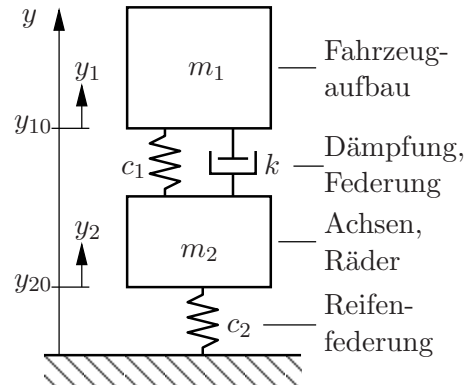 y
m₁
Fahrzeug-
aufbau
y₁
y₁₀
c₁
k
Dämpfung,
Federung
y₂
m₂
Achsen,
Räder
y₂₀
c₂
Reifen-
federung